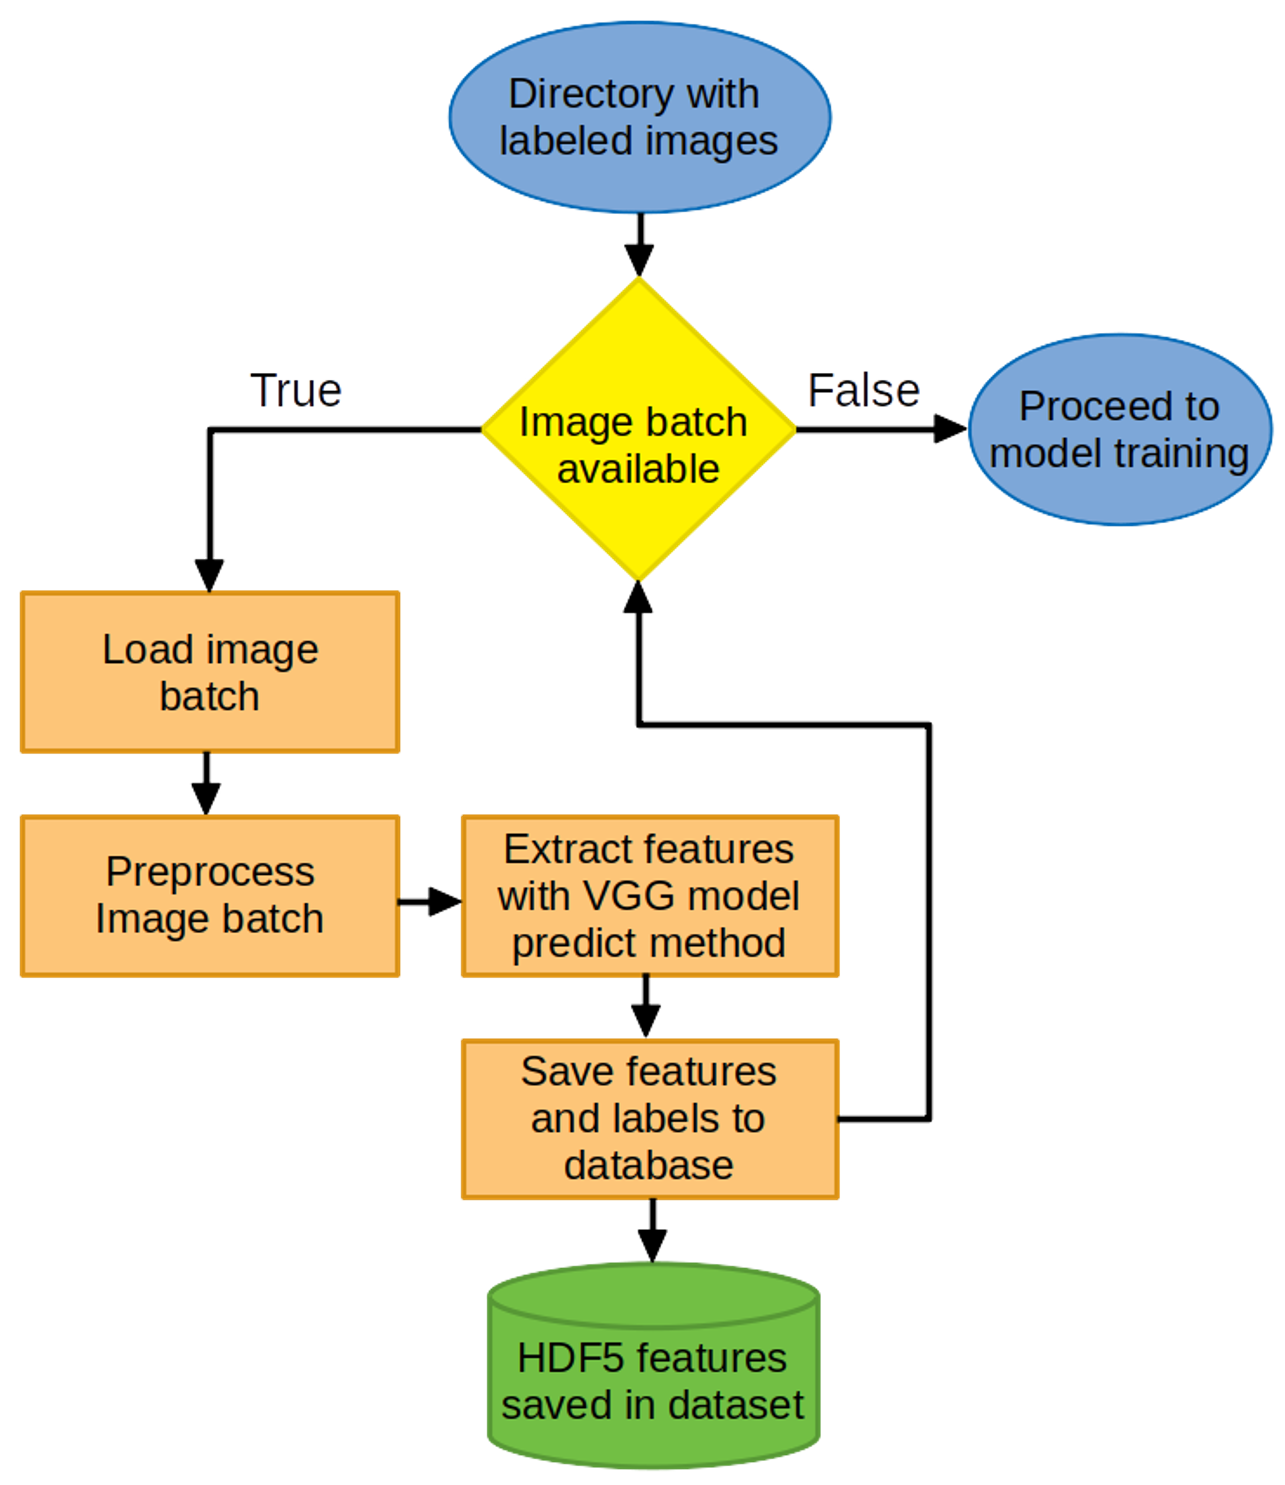 Directory with
labeled images
True
False
Image batch
available
Proceed to
model training
Load image
batch
Preprocess
Image batch
Extract features
with VGG model
predict method
Save features
and labels to
database
HDF5 features
saved in dataset